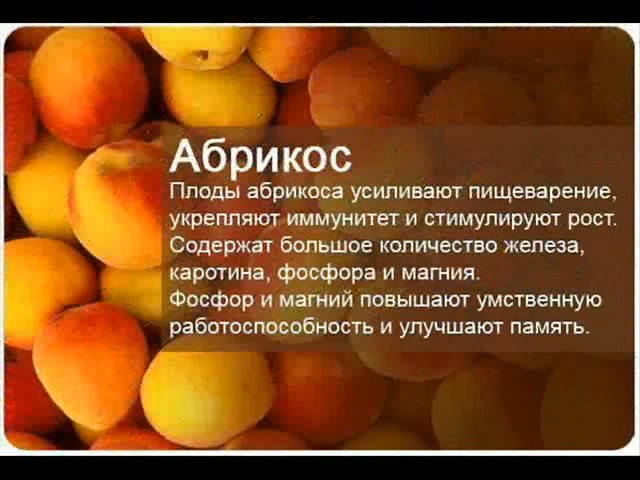 Абрикос
Плоды абрикоса усиливают пищеварение,
укрепляют иммунитет и стимулируют рост.
Содержат большое количество железа,
каротина, фосфора и магния.
Фосфор и магний повышают умственную
работоспособность и улучшают память.